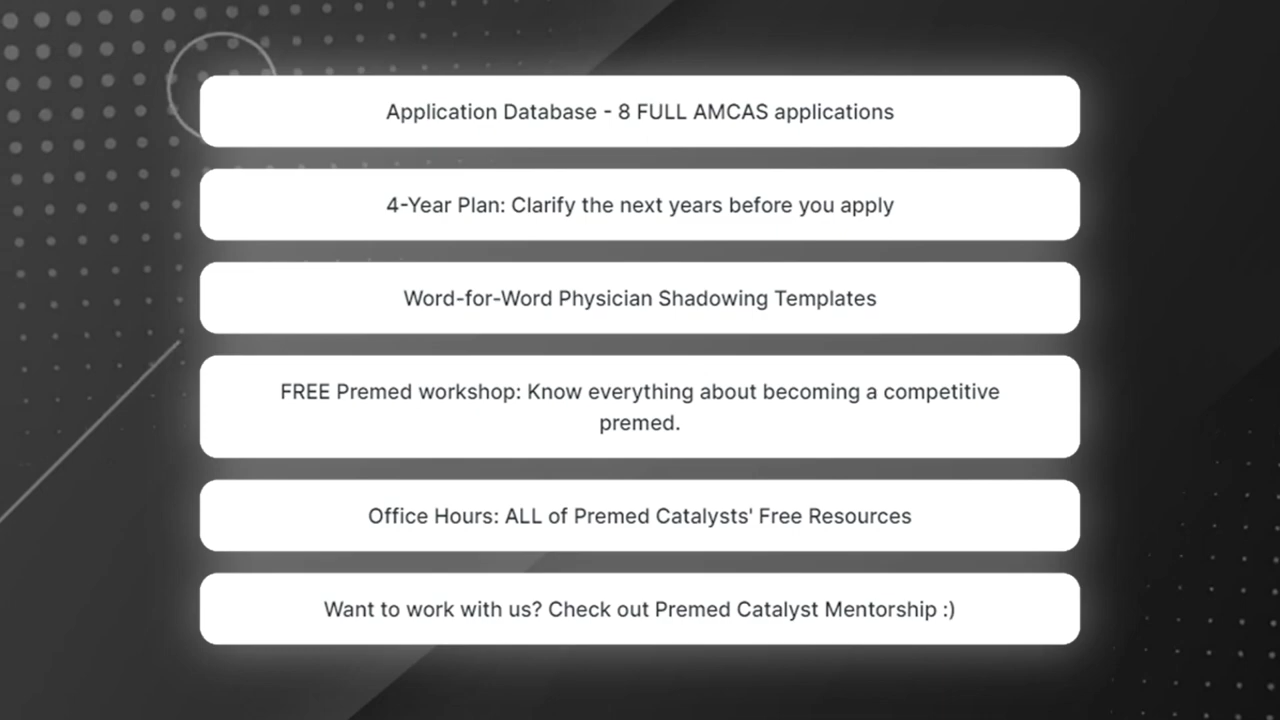 Application Database - 8 FULL AMCAS applications
4-Year Plan: Clarify the next years before you apply
Word-for-Word Physician Shadowing Templates
FREE Premed workshop: Know everything about becoming a competitive
premed.
Office Hours: ALL of Premed Catalysts' Free Resources
Want to work with us? Check out Premed Catalyst Mentorship :)